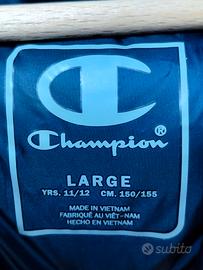 Champion®
LARGE
YRS. 11/12 CM. 150/155
MADE IN VIETNAM
FABRIQUÉ AU VIET-NAM
HECHO EN VIETNAM
subito